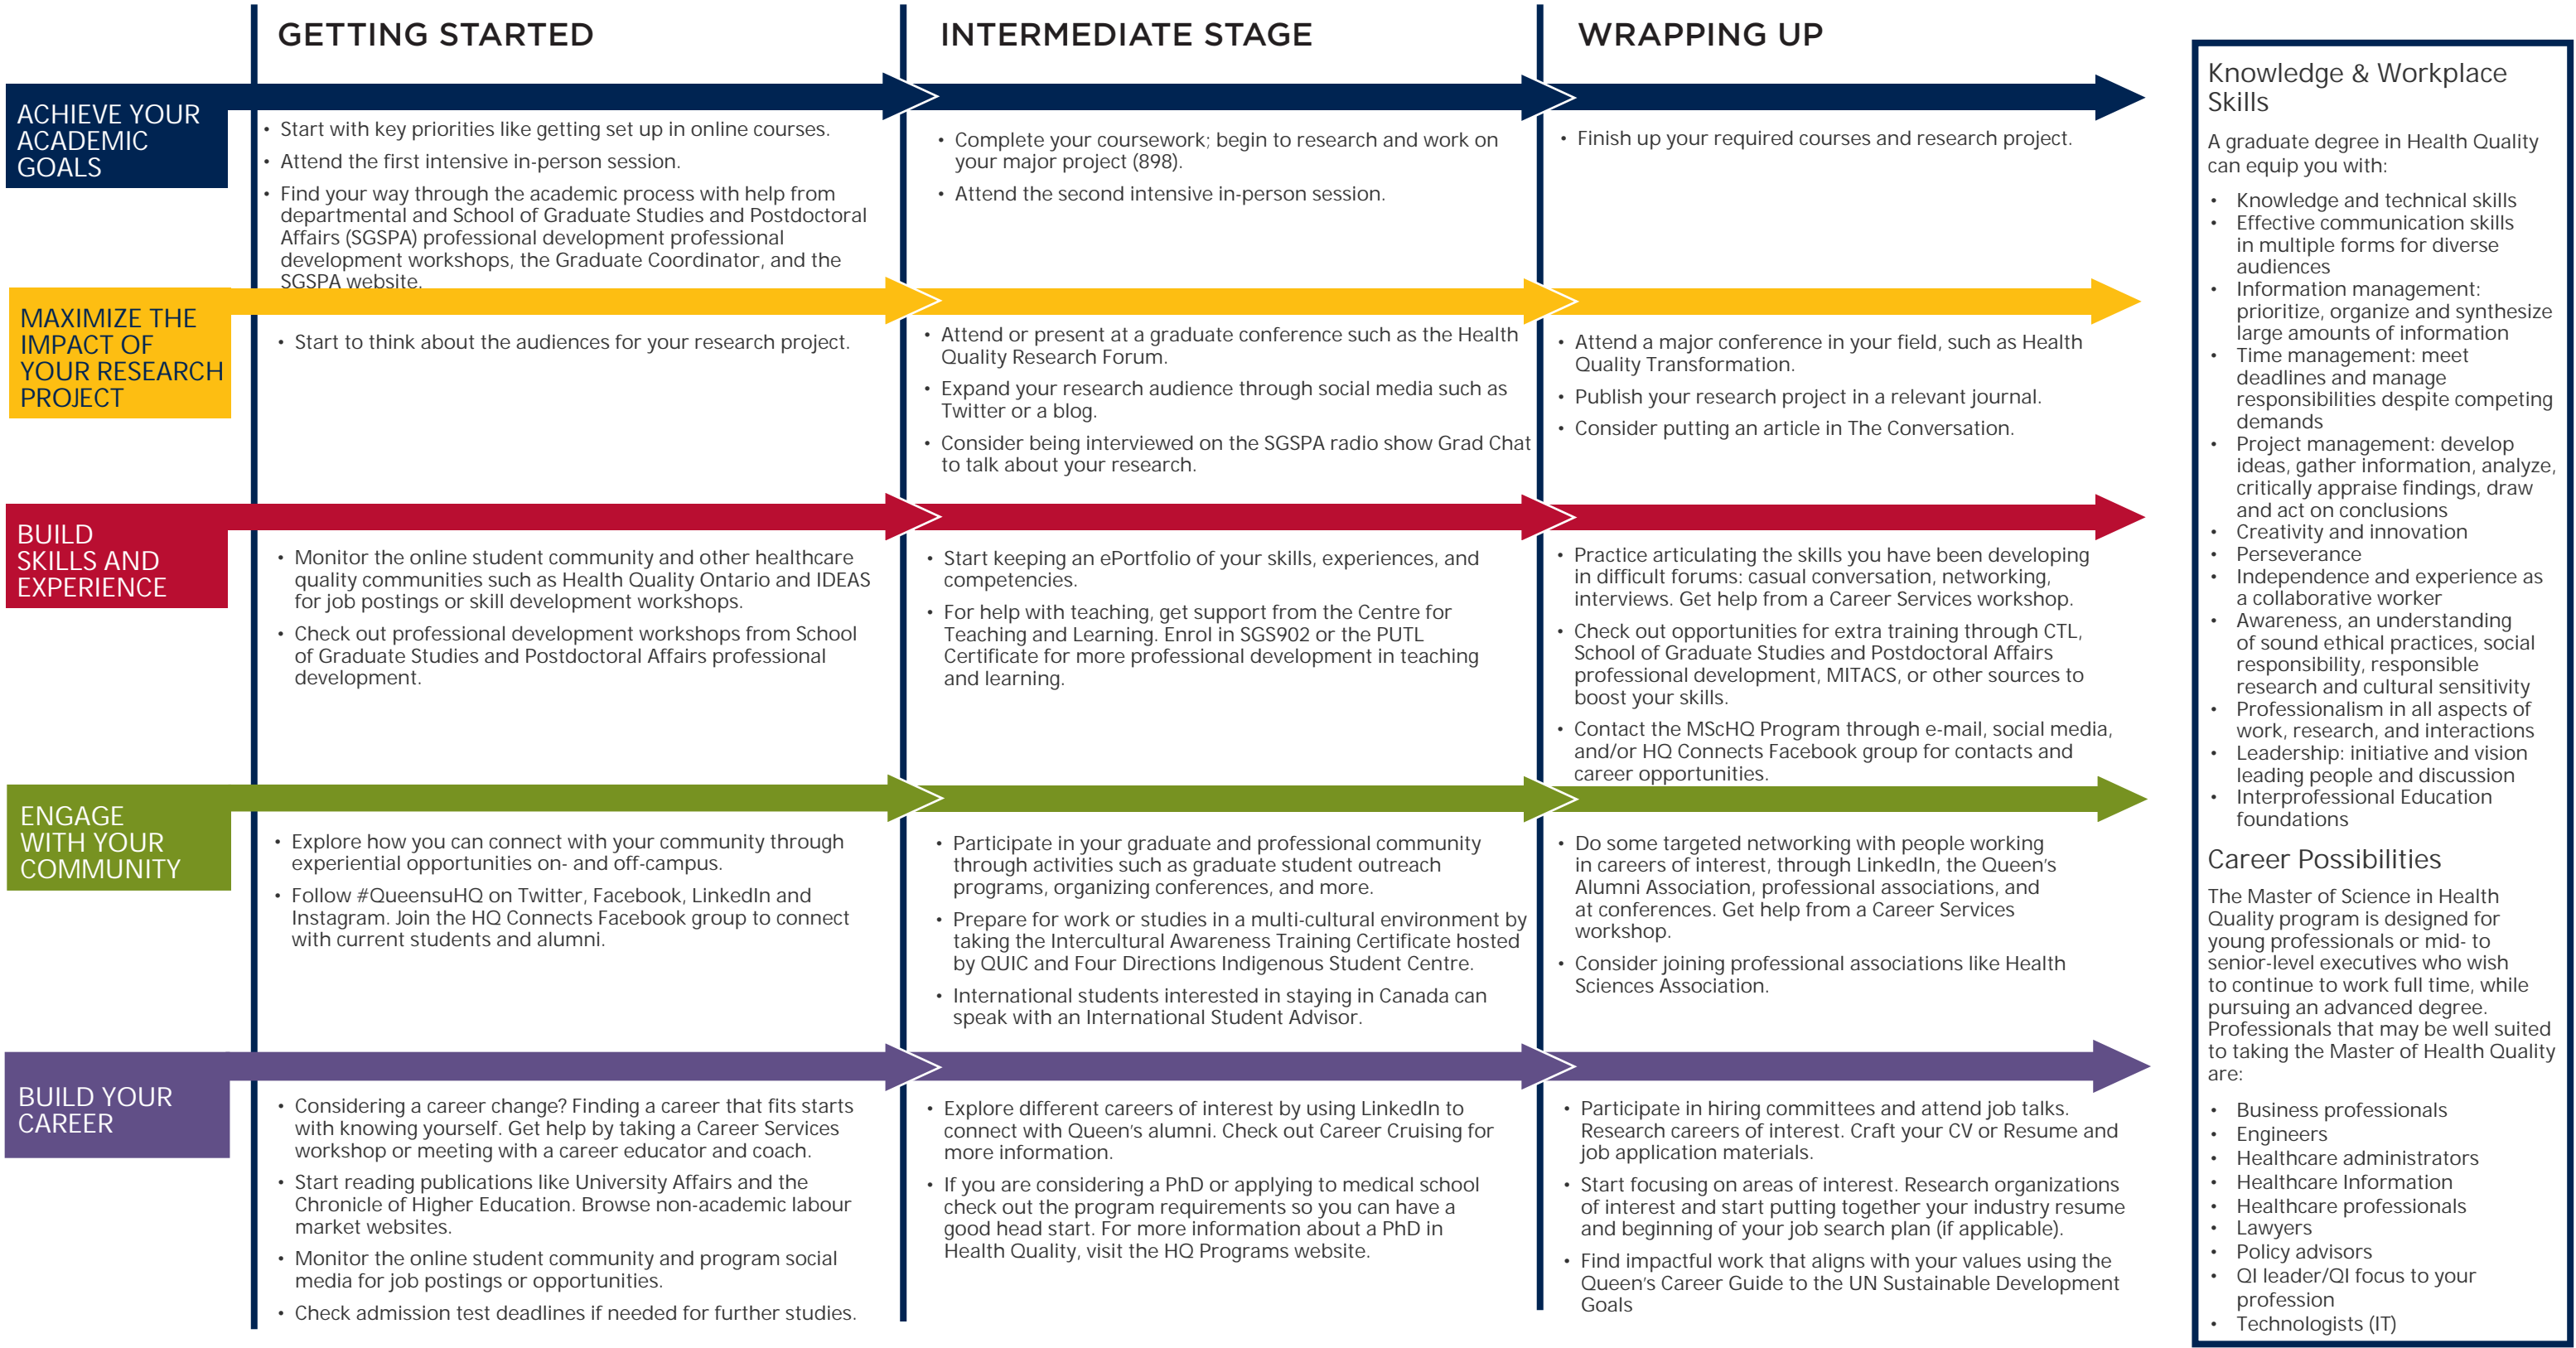 GETTING STARTED
INTERMEDIATE STAGE
WRAPPING UP
ACHIEVE YOUR
ACADEMIC
GOALS
• Start with key priorities like getting set up in online courses.
• Attend the first intensive in-person session.
• Find your way through the academic process with help from
departmental and School of Graduate Studies and Postdoctoral
Affairs (SGSPA) professional development professional
development workshops, the Graduate Coordinator, and the
SGSPA website.
• Complete your coursework; begin to research and work on
your major project (898).
• Attend the second intensive in-person session.
• Finish up your required courses and research project.
MAXIMIZE THE
IMPACT OF
YOUR RESEARCH
PROJECT
• Start to think about the audiences for your research project.
• Attend or present at a graduate conference such as the Health
Quality Research Forum.
• Expand your research audience through social media such as
Twitter or a blog.
• Consider being interviewed on the SGSPA radio show Grad Chat
to talk about your research.
• Attend a major conference in your field, such as Health
Quality Transformation.
• Publish your research project in a relevant journal.
• Consider putting an article in The Conversation.
BUILD
SKILLS AND
EXPERIENCE
• Monitor the online student community and other healthcare
quality communities such as Health Quality Ontario and IDEAS
for job postings or skill development workshops.
• Check out professional development workshops from School
of Graduate Studies and Postdoctoral Affairs professional
development.
• Start keeping an ePortfolio of your skills, experiences, and
competencies.
• For help with teaching, get support from the Centre for
Teaching and Learning. Enrol in SGS902 or the PUTL
Certificate for more professional development in teaching
and learning.
• Practice articulating the skills you have been developing
in difficult forums: casual conversation, networking,
interviews. Get help from a Career Services workshop.
• Check out opportunities for extra training through CTL,
School of Graduate Studies and Postdoctoral Affairs
professional development, MITACS, or other sources to
boost your skills.
• Contact the MScHQ Program through e-mail, social media,
and/or HQ Connects Facebook group for contacts and
career opportunities.
ENGAGE
WITH YOUR
COMMUNITY
• Explore how you can connect with your community through
experiential opportunities on- and off-campus.
• Follow #QueensuHQ on Twitter, Facebook, LinkedIn and
Instagram. Join the HQ Connects Facebook group to connect
with current students and alumni.
• Participate in your graduate and professional community
through activities such as graduate student outreach
programs, organizing conferences, and more.
• Prepare for work or studies in a multi-cultural environment by
taking the Intercultural Awareness Training Certificate hosted
by QUIC and Four Directions Indigenous Student Centre.
• International students interested in staying in Canada can
speak with an International Student Advisor.
• Do some targeted networking with people working
in careers of interest, through LinkedIn, the Queen's
Alumni Association, professional associations, and
at conferences. Get help from a Career Services
workshop.
• Consider joining professional associations like Health
Sciences Association.
BUILD YOUR
CAREER
• Considering a career change? Finding a career that fits starts
with knowing yourself. Get help by taking a Career Services
workshop or meeting with a career educator and coach.
• Start reading publications like University Affairs and the
Chronicle of Higher Education. Browse non-academic labour
market websites.
• Monitor the online student community and program social
media for job postings or opportunities.
• Check admission test deadlines if needed for further studies.
• Explore different careers of interest by using LinkedIn to
connect with Queen's alumni. Check out Career Cruising for
more information.
• If you are considering a PhD or applying to medical school
check out the program requirements so you can have a
good head start. For more information about a PhD in
Health Quality, visit the HQ Programs website.
• Participate in hiring committees and attend job talks.
Research careers of interest. Craft your CV or Resume and
job application materials.
• Start focusing on areas of interest. Research organizations
of interest and start putting together your industry resume
and beginning of your job search plan (if applicable).
• Find impactful work that aligns with your values using the
Queen's Career Guide to the UN Sustainable Development
Goals
Knowledge & Workplace
Skills
A graduate degree in Health Quality
can equip you with:
• Knowledge and technical skills
• Effective communication skills
in multiple forms for diverse
audiences
• Information management:
prioritize, organize and synthesize
large amounts of information
• Time management: meet
deadlines and manage
responsibilities despite competing
demands
• Project management: develop
ideas, gather information, analyze,
critically appraise findings, draw
and act on conclusions
• Creativity and innovation
• Perseverance
• Independence and experience as
a collaborative worker
• Awareness, an understanding
of sound ethical practices, social
responsibility, responsible
research and cultural sensitivity
• Professionalism in all aspects of
work, research, and interactions
• Leadership: initiative and vision
leading people and discussion
• Interprofessional Education
foundations
Career Possibilities
The Master of Science in Health
Quality program is designed for
young professionals or mid- to
senior-level executives who wish
to continue to work full time, while
pursuing an advanced degree.
Professionals that may be well suited
to taking the Master of Health Quality
are:
• Business professionals
• Engineers
• Healthcare administrators
• Healthcare Information
• Healthcare professionals
• Lawyers
• Policy advisors
• QI leader/QI focus to your
profession
• Technologists (IT)